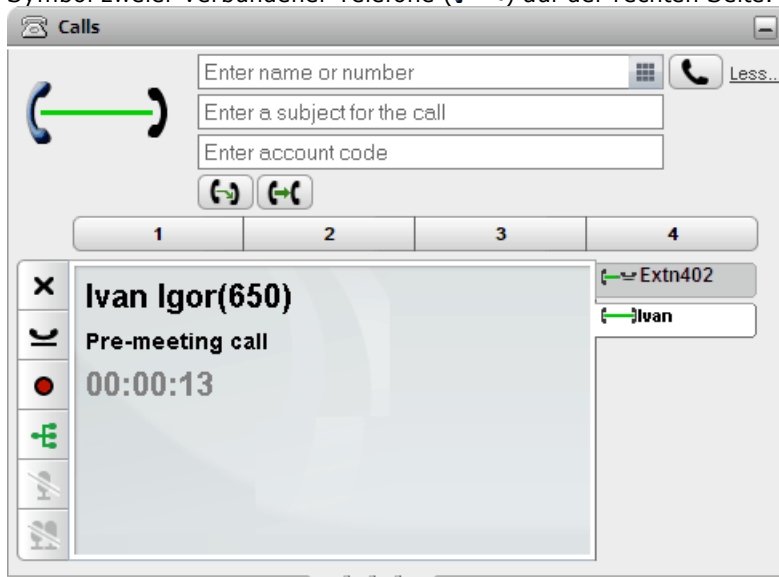 Symbol zweier verbundener Telefone ( ) auf der rechten Seite.
Calls
Enter name or number
Less...
Enter a subject for the call
Enter account code
1 2 3 4
Ivan Igor(650)
Pre-meeting call
00:00:13
Extn402
Ivan